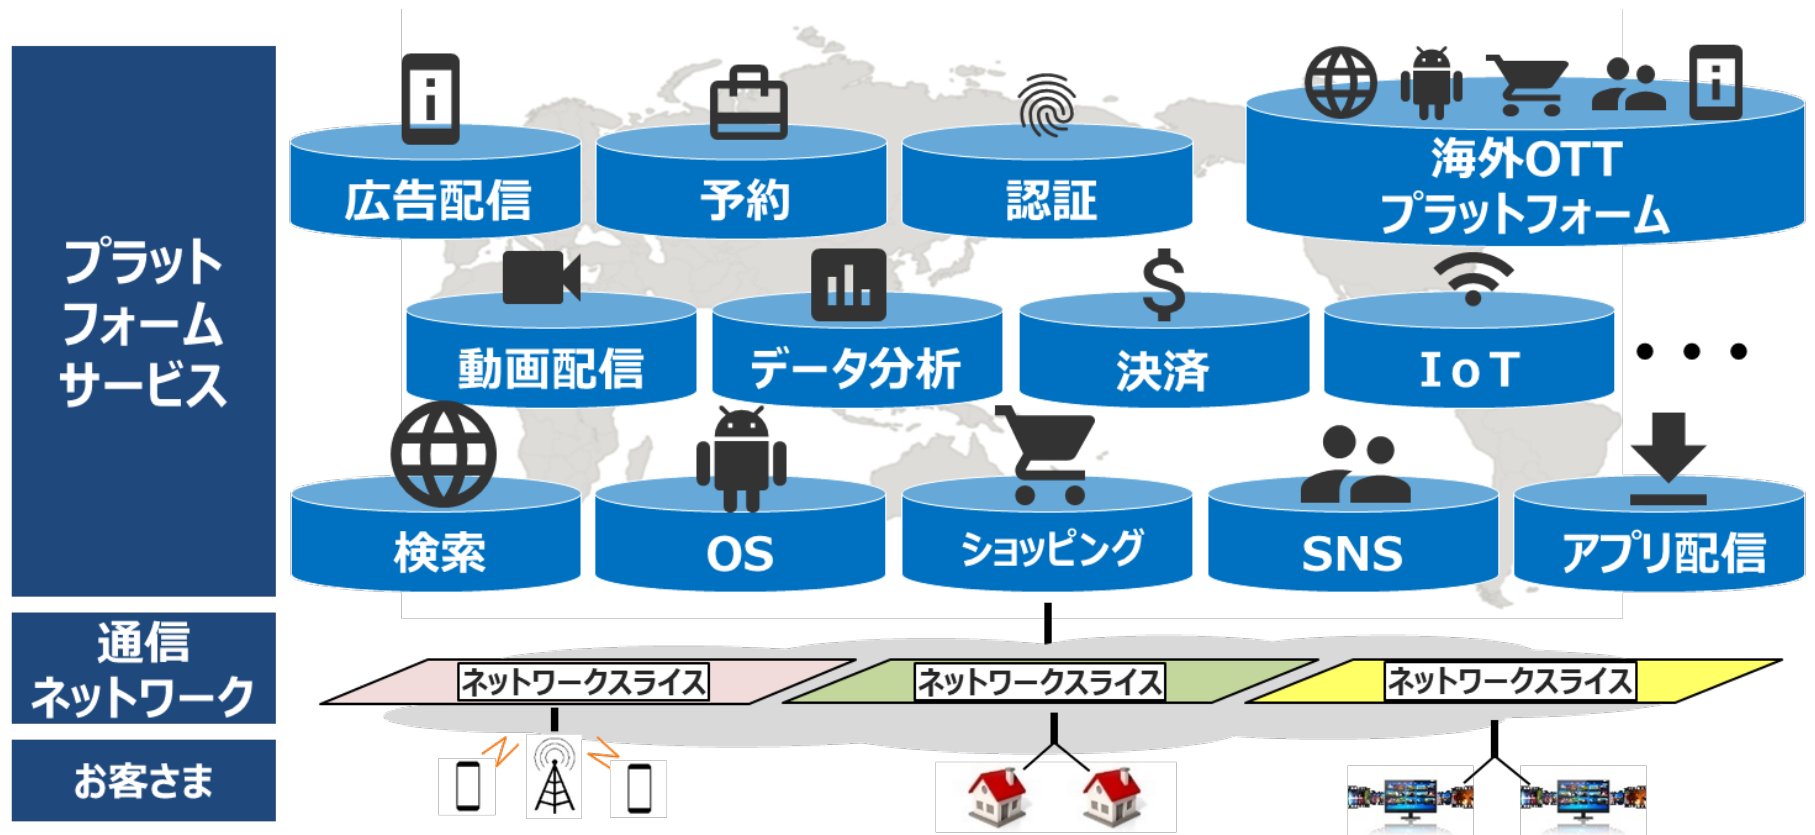 プラット
フォーム
サービス
広告配信
予約
認証
海外OTT
プラットフォーム
動画配信
データ分析
決済
IoT
・・・
検索
OS
ショッピング
SNS
アプリ配信
通信
ネットワーク
ネットワークスライス
ネットワークスライス
ネットワークスライス
お客さま